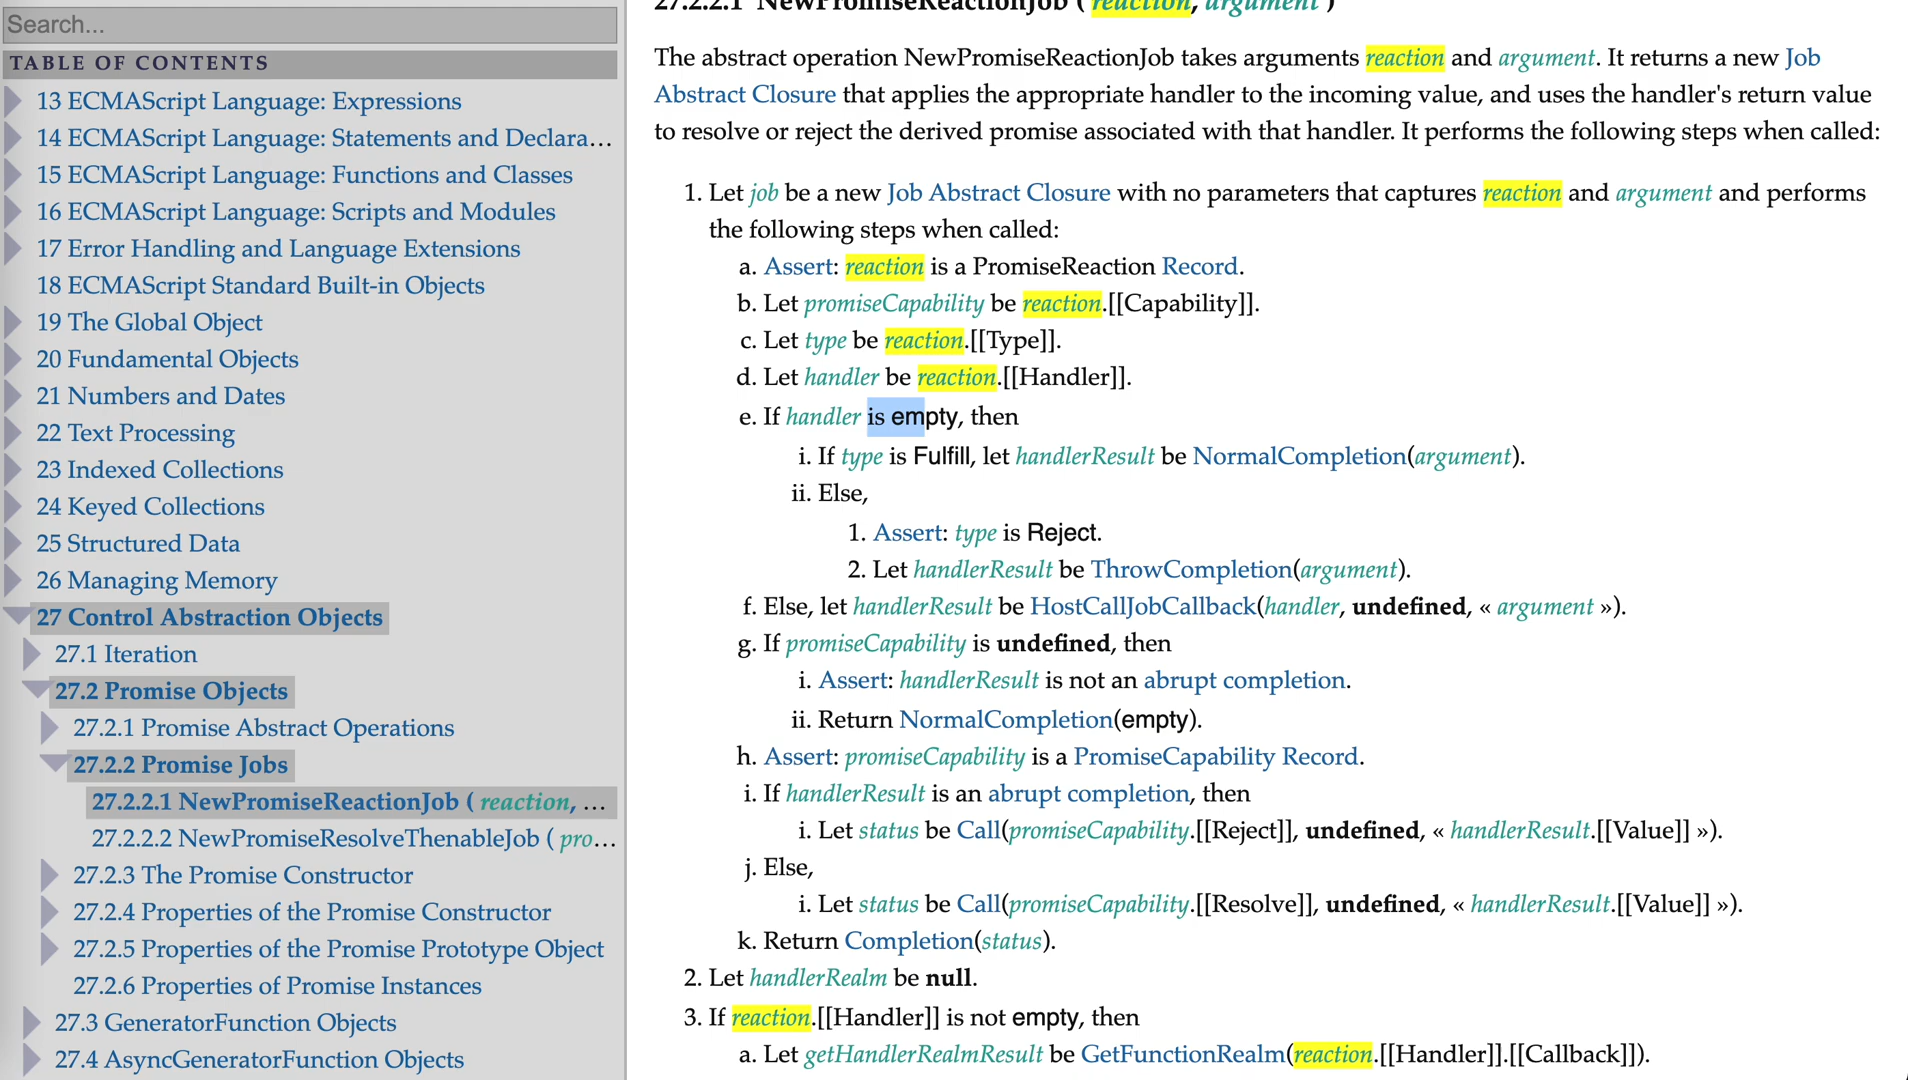 Search...
TABLE OF CONTENTS
13 ECMAScript Language: Expressions
14 ECMAScript Language: Statements and Declara…
15 ECMAScript Language: Functions and Classes
16 ECMAScript Language: Scripts and Modules
17 Error Handling and Language Extensions
18 ECMAScript Standard Built-in Objects
19 The Global Object
20 Fundamental Objects
21 Numbers and Dates
22 Text Processing
23 Indexed Collections
24 Keyed Collections
25 Structured Data
26 Managing Memory
27 Control Abstraction Objects
27.1 Iteration
27.2 Promise Objects
27.2.1 Promise Abstract Operations
27.2.2 Promise Jobs
27.2.2.1 NewPromiseReactionJob ( reaction, …
27.2.2.2 NewPromiseResolveThenableJob ( pro…
27.2.3 The Promise Constructor
27.2.4 Properties of the Promise Constructor
27.2.5 Properties of the Promise Prototype Object
27.2.6 Properties of Promise Instances
27.3 GeneratorFunction Objects
27.4 AsyncGeneratorFunction Objects
27.2.2.1 NewPromiseReactionJob ( reaction, argument )
The abstract operation NewPromiseReactionJob takes arguments reaction and argument. It returns a new Job
Abstract Closure that applies the appropriate handler to the incoming value, and uses the handler's return value
to resolve or reject the derived promise associated with that handler. It performs the following steps when called:
1. Let job be a new Job Abstract Closure with no parameters that captures reaction and argument and performs
the following steps when called:
a. Assert: reaction is a PromiseReaction Record.
b. Let promiseCapability be reaction.[[Capability]].
c. Let type be reaction.[[Type]].
d. Let handler be reaction.[[Handler]].
e. If handler is empty, then
i. If type is Fulfill, let handlerResult be NormalCompletion(argument).
ii. Else,
1. Assert: type is Reject.
2. Let handlerResult be ThrowCompletion(argument).
f. Else, let handlerResult be HostCallJobCallback(handler, undefined, « argument »).
g. If promiseCapability is undefined, then
i. Assert: handlerResult is not an abrupt completion.
ii. Return NormalCompletion(empty).
h. Assert: promiseCapability is a PromiseCapability Record.
i. If handlerResult is an abrupt completion, then
i. Let status be Call(promiseCapability.[[Reject]], undefined, « handlerResult.[[Value]] »).
j. Else,
i. Let status be Call(promiseCapability.[[Resolve]], undefined, « handlerResult.[[Value]] »).
k. Return Completion(status).
2. Let handlerRealm be null.
3. If reaction.[[Handler]] is not empty, then
a. Let getHandlerRealmResult be GetFunctionRealm(reaction.[[Handler]].[[Callback]]).